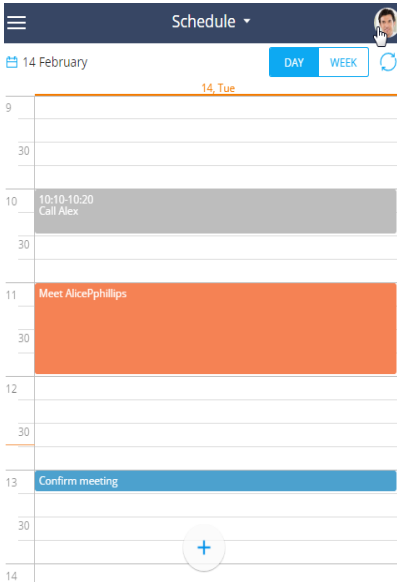 Schedule
14 February
DAY
WEEK
14, Tue
9
30
10
10:10-10:20
Call Alex
30
11
Meet AlicePphillips
30
12
30
13
Confirm meeting
30
+
14